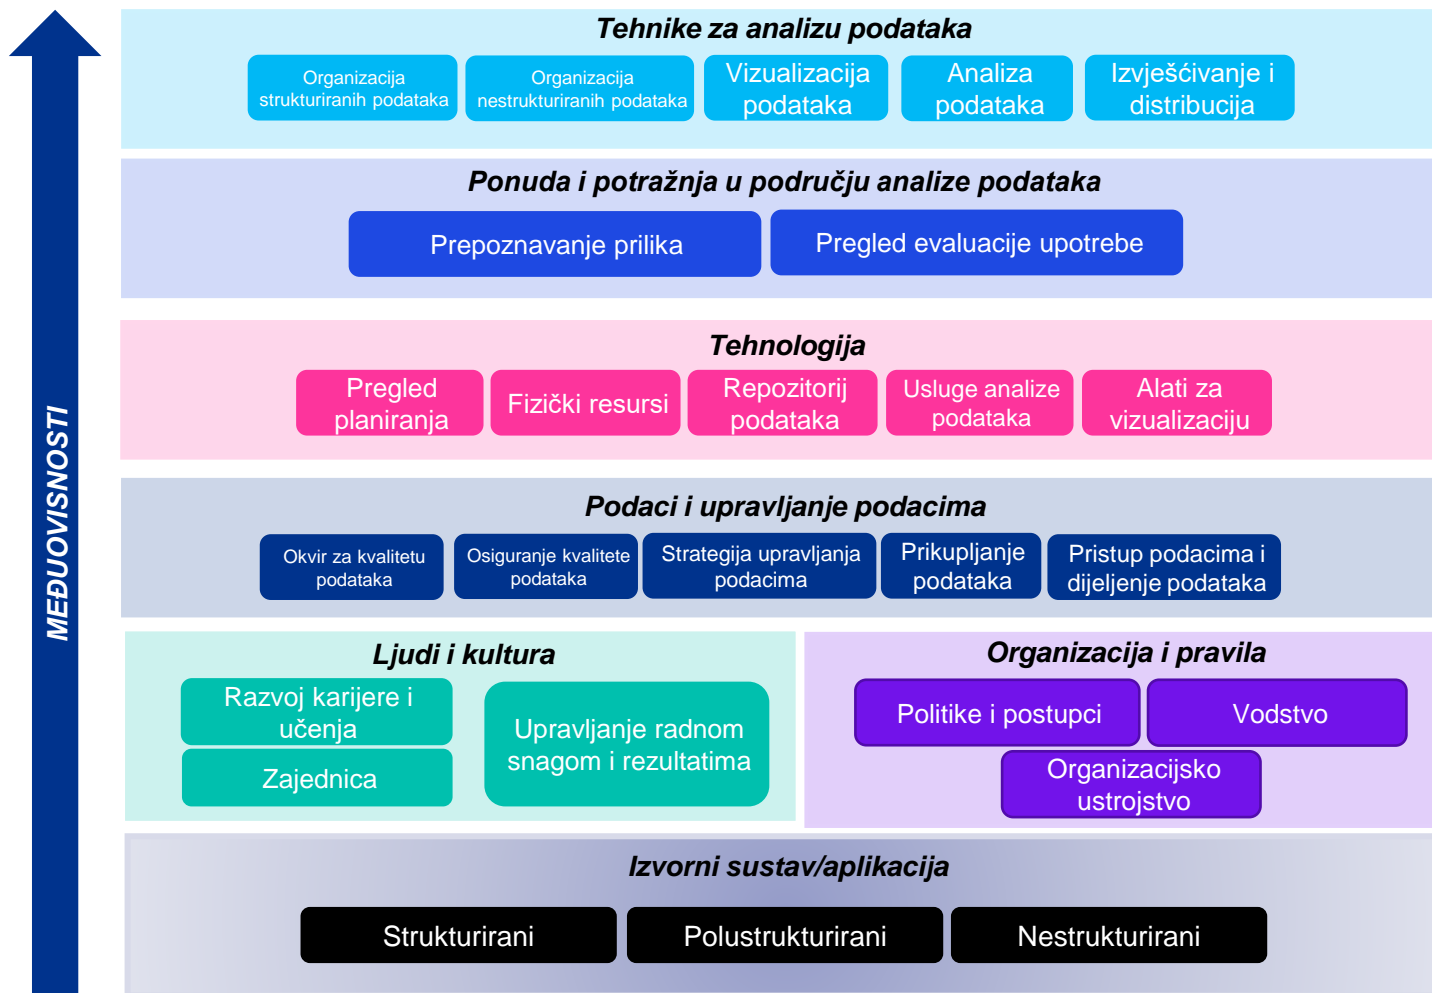 MEĐUOVISNOSTI
Tehnike za analizu podataka
Organizacija
strukturiranih podataka
Organizacija
nestrukturiranih podataka
Vizualizacija
podataka
Analiza
podataka
Izvješćivanje i
distribucija
Ponuda i potražnja u području analize podataka
Prepoznavanje prilika
Pregled evaluacije upotrebe
Tehnologija
Pregled
planiranja
Fizički resursi
Repozitorij
podataka
Usluge analize
podataka
Alati za
vizualizaciju
Podaci i upravljanje podacima
Okvir za kvalitetu
podataka
Osiguranje kvalitete
podataka
Strategija upravljanja
podacima
Prikupljanje
podataka
Pristup podacima i
dijeljenje podataka
Ljudi i kultura
Razvoj karijere i
učenja
Zajednica
Upravljanje radnom
snagom i rezultatima
Organizacija i pravila
Politike i postupci
Vodstvo
Organizacijsko
ustrojstvo
Izvorni sustav/aplikacija
Strukturirani
Polustrukturirani
Nestrukturirani